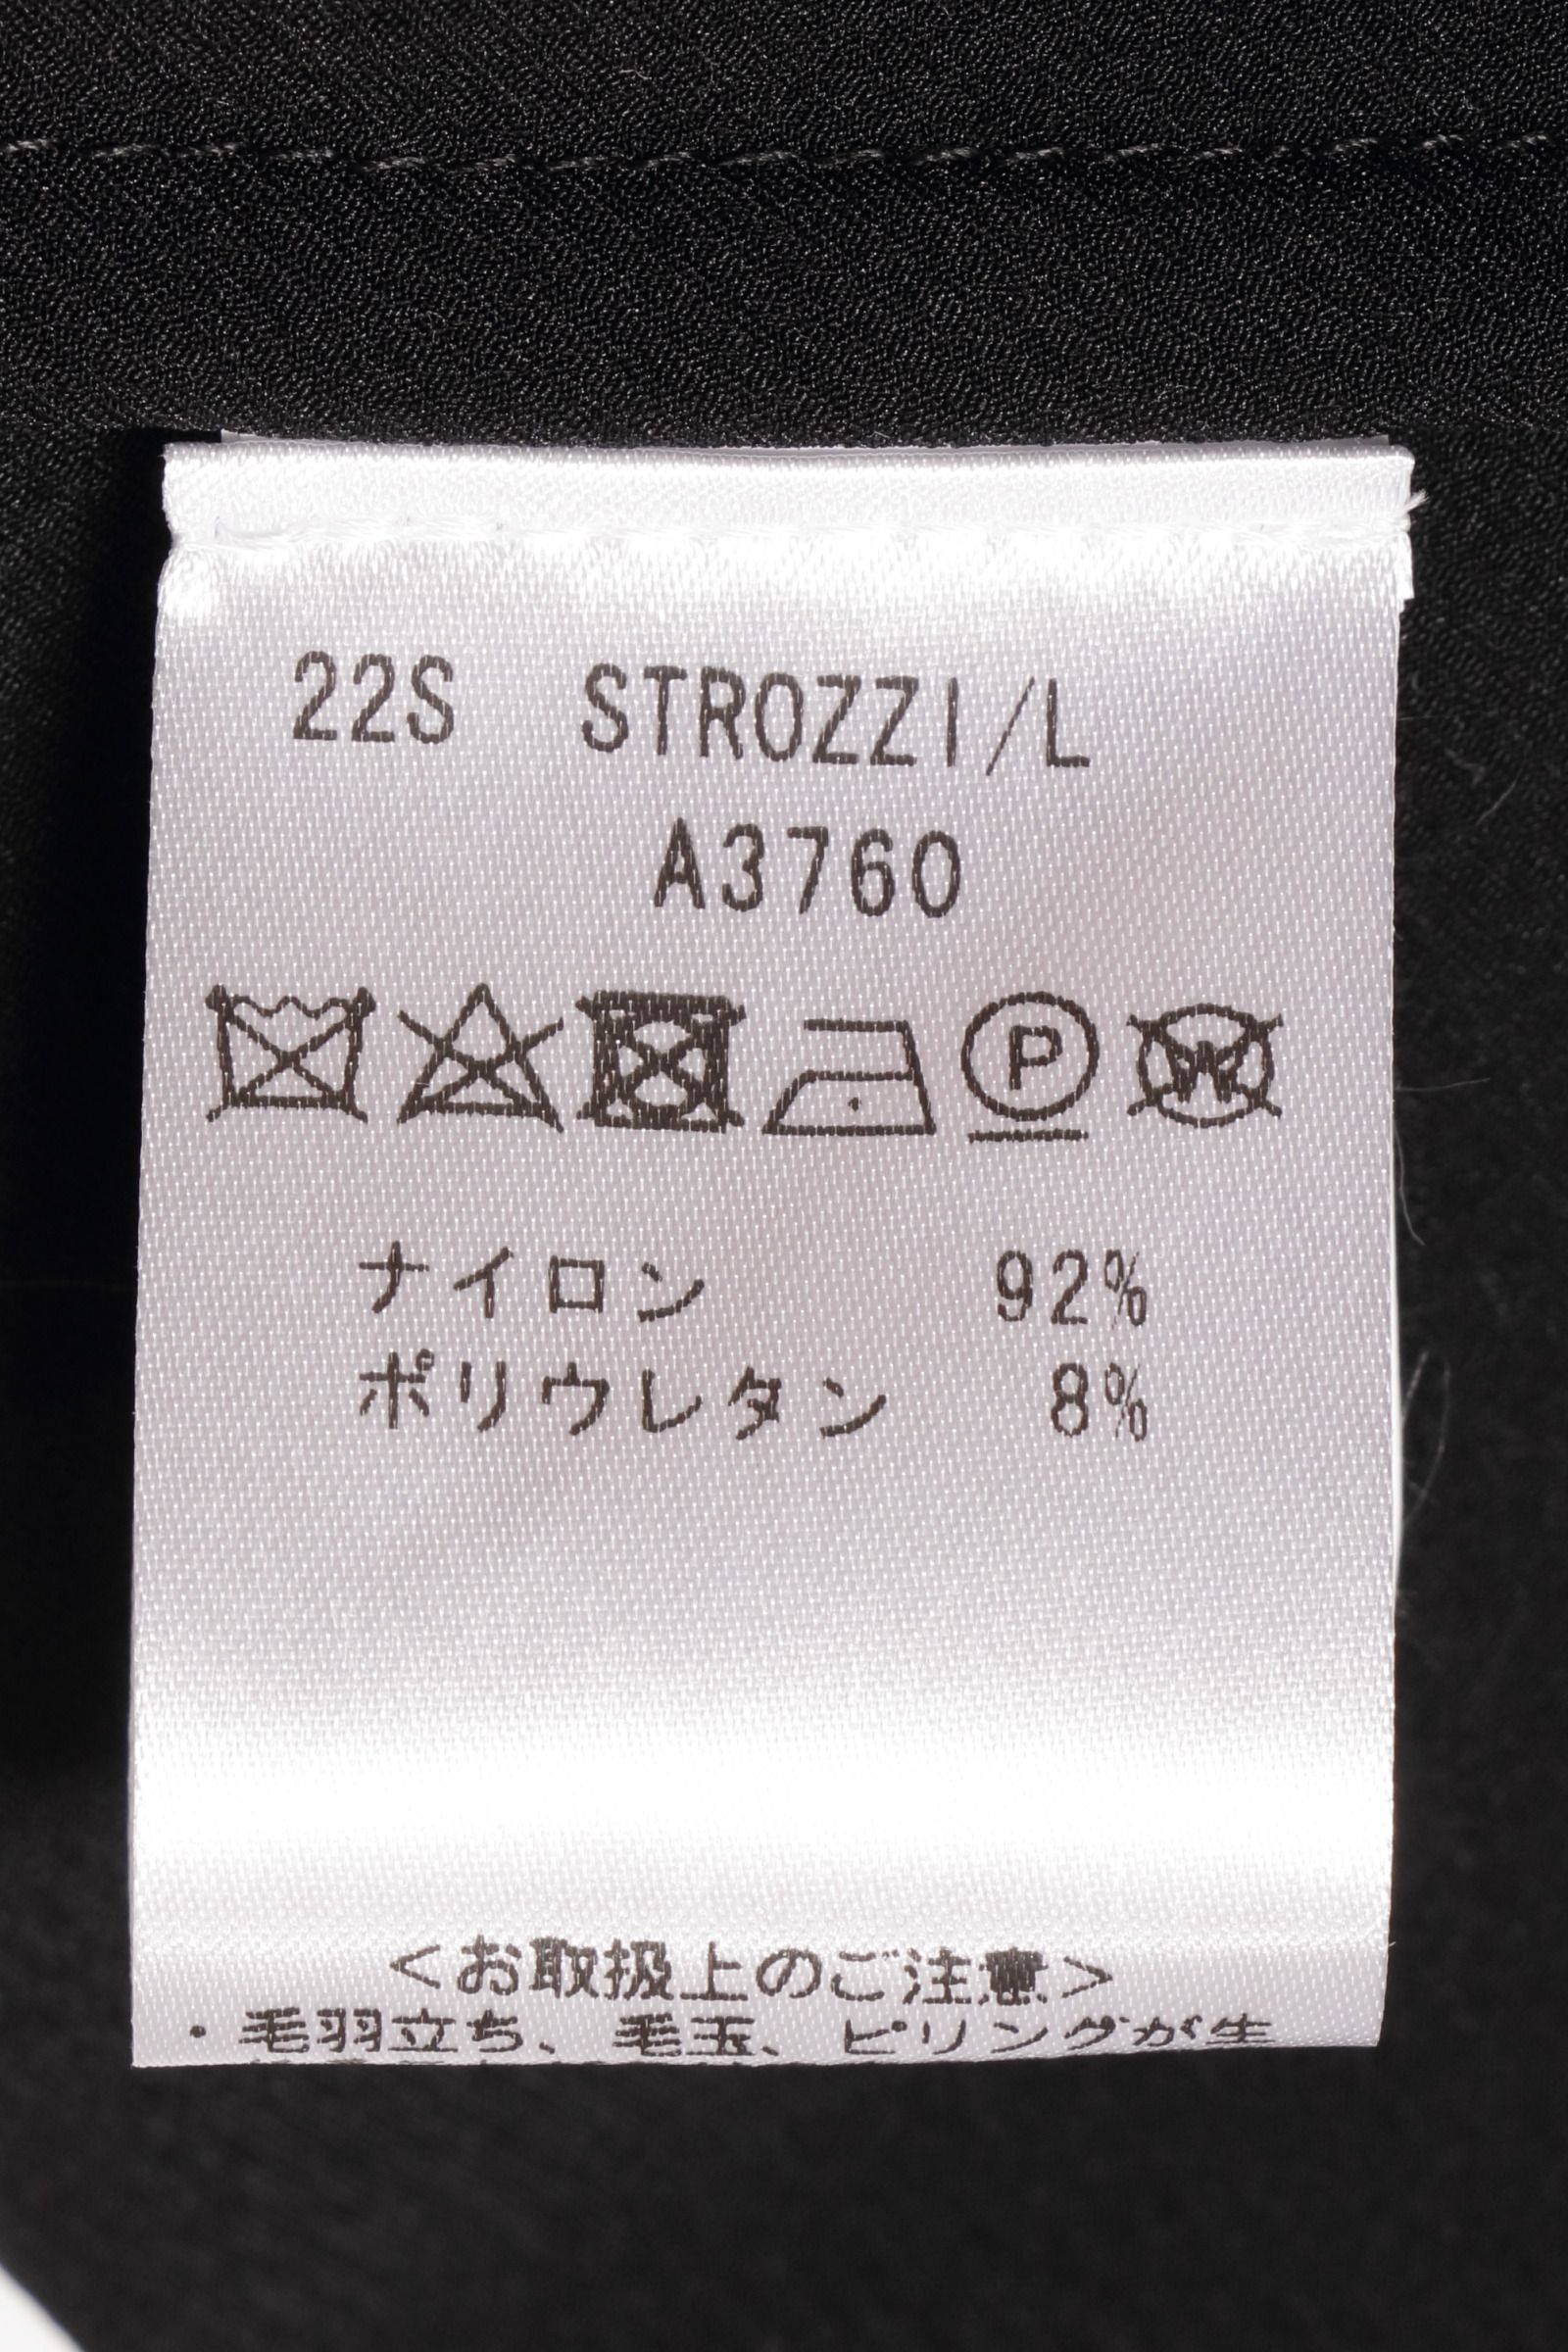 22S STROZZI/L
A3760
P W
ナイロン 92%
ポリウレタン 8%
<お取扱上のご注意>
・毛羽立ち、毛玉、ピリングが生